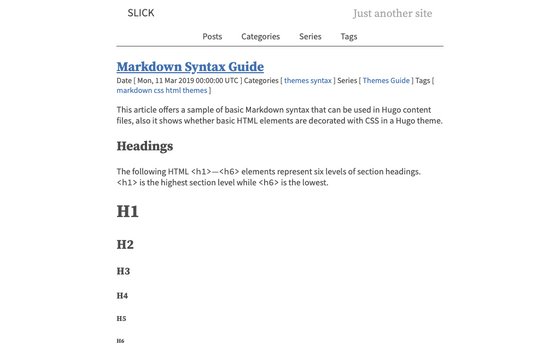 SLICK
Just another site
Posts Categories Series Tags
Markdown Syntax Guide
Date [ Mon, 11 Mar 2019 00:00:00 UTC ] Categories [ themes syntax ] Series [ Themes Guide ] Tags [
markdown css html themes ]
This article offers a sample of basic Markdown syntax that can be used in Hugo content
files, also it shows whether basic HTML elements are decorated with CSS in a Hugo theme.
Headings
The following HTML <h1>—<h6> elements represent six levels of section headings.
<h1> is the highest section level while <h6> is the lowest.
H1
H2
H3
H4
H5
H6